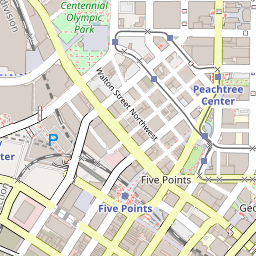 Centennial
Olympic
Park
Walton Street Northwest
Peachtree
Center
P
Five Points
Five Points